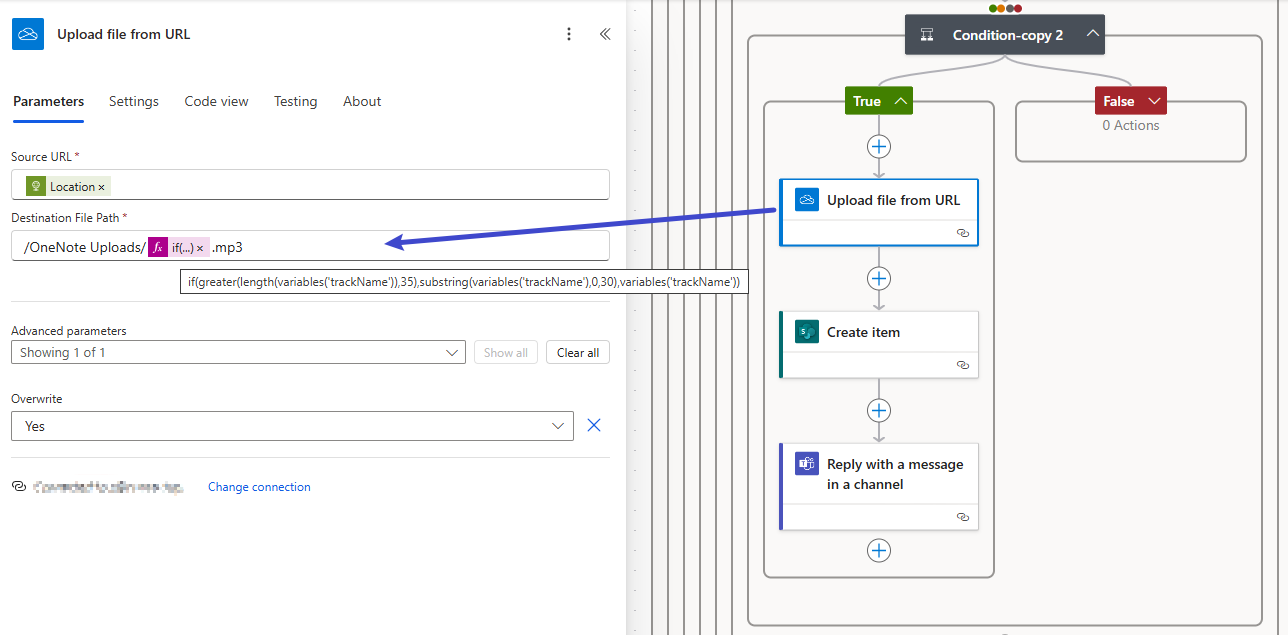 Upload file from URL
Parameters
Settings
Code view
Testing
About
Source URL *
Location ×
Destination File Path *
/OneNote Uploads/ fx if(...) × .mp3
if(greater(length(variables('trackName')),35),substring(variables('trackName'),0,30),variables('trackName'))
Advanced parameters
Showing 1 of 1
Show all
Clear all
Overwrite
Yes
Change connection
Condition-copy 2
True
False
0 Actions
Upload file from URL
Create item
Reply with a message
in a channel